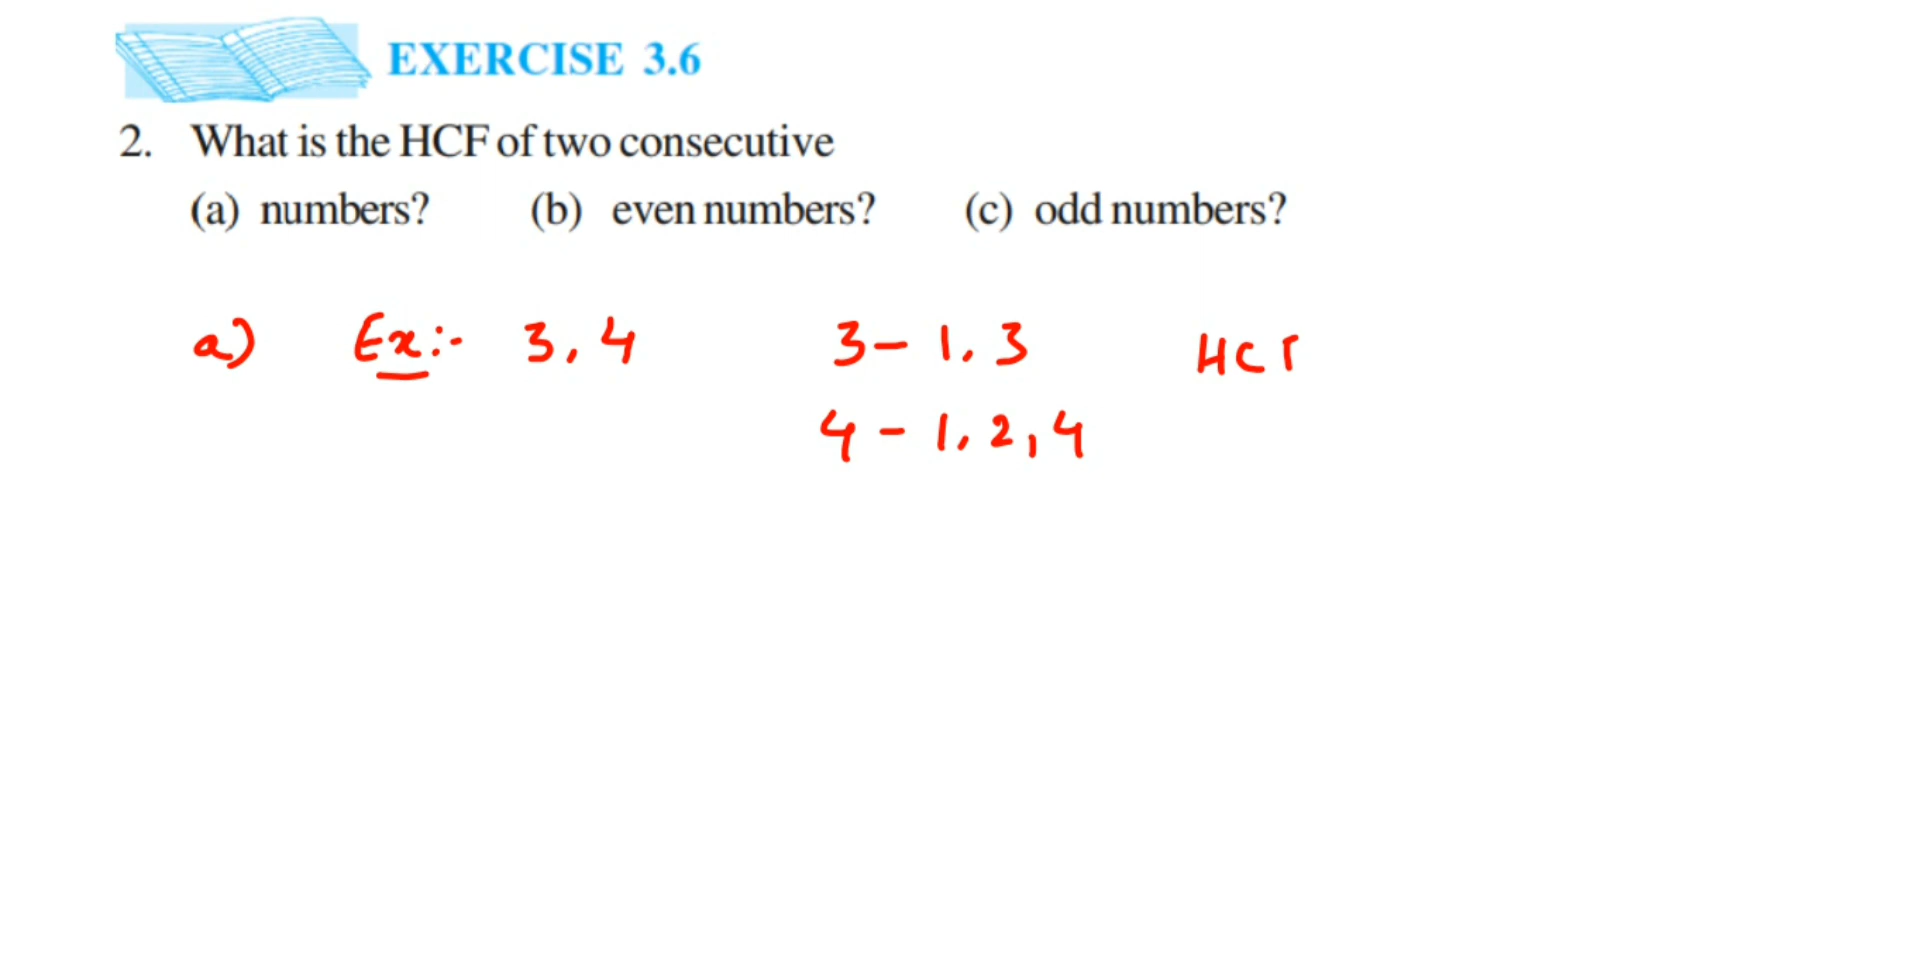 EXERCISE 3.6
2. What is the HCF of two consecutive
(a) numbers? (b) even numbers? (c) odd numbers?
a) Ex:- 3, 4 3 - 1, 3 HCF
4 - 1, 2, 4